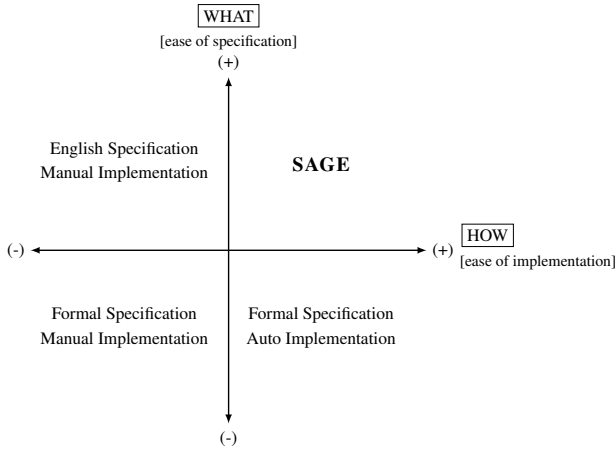 WHAT
[ease of specification]
(+)
English Specification
Manual Implementation
SAGE
(-)
(+)
HOW
[ease of implementation]
Formal Specification
Manual Implementation
Formal Specification
Auto Implementation
(-)